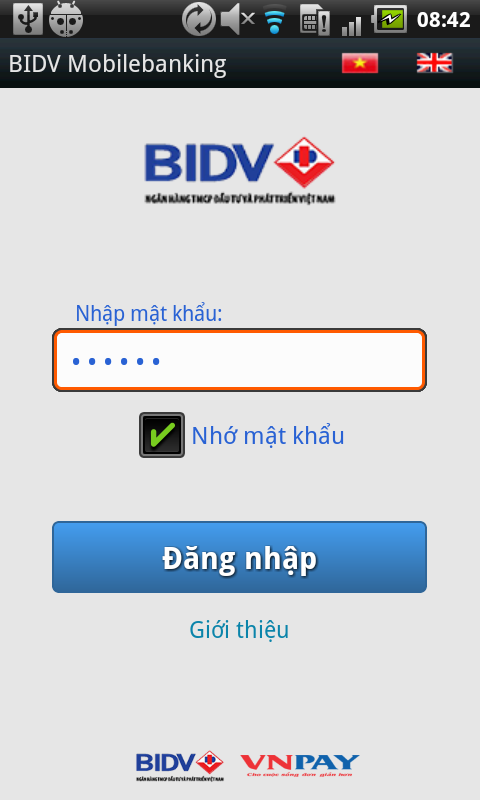 08:42
BIDV Mobilebanking
BIDV
NGÂN HÀNG TMCP ĐẦU TƯ VÀ PHÁT TRIỂN VIỆT NAM
Nhập mật khẩu:
Nhớ mật khẩu
Đăng nhập
Giới thiệu
BIDV
NGÂN HÀNG TMCP ĐẦU TƯ VÀ PHÁT TRIỂN VIỆT NAM
VNPAY
Cho cuộc sống đơn giản hơn